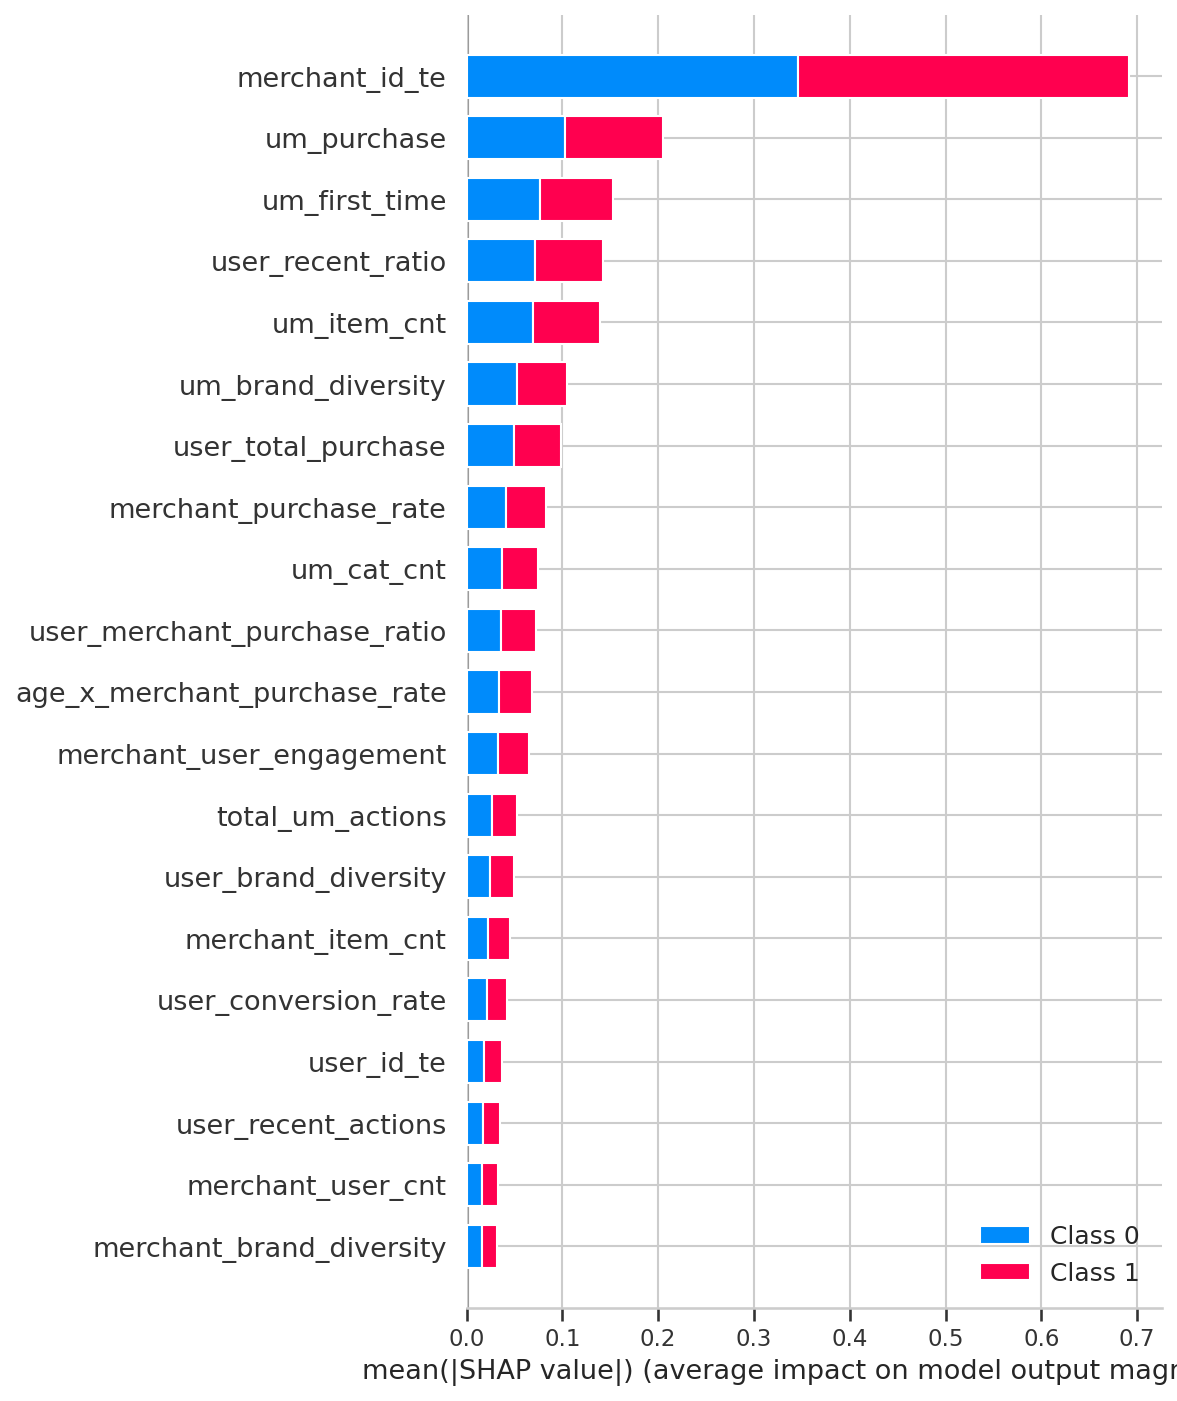 merchant_id_te
um_purchase
um_first_time
user_recent_ratio
um_item_cnt
um_brand_diversity
user_total_purchase
merchant_purchase_rate
um_cat_cnt
user_merchant_purchase_ratio
age_x_merchant_purchase_rate
merchant_user_engagement
total_um_actions
user_brand_diversity
merchant_item_cnt
user_conversion_rate
user_id_te
user_recent_actions
merchant_user_cnt
merchant_brand_diversity
Class 0
Class 1
0.0 0.1 0.2 0.3 0.4 0.5 0.6 0.7
mean(|SHAP value|) (average impact on model output magn